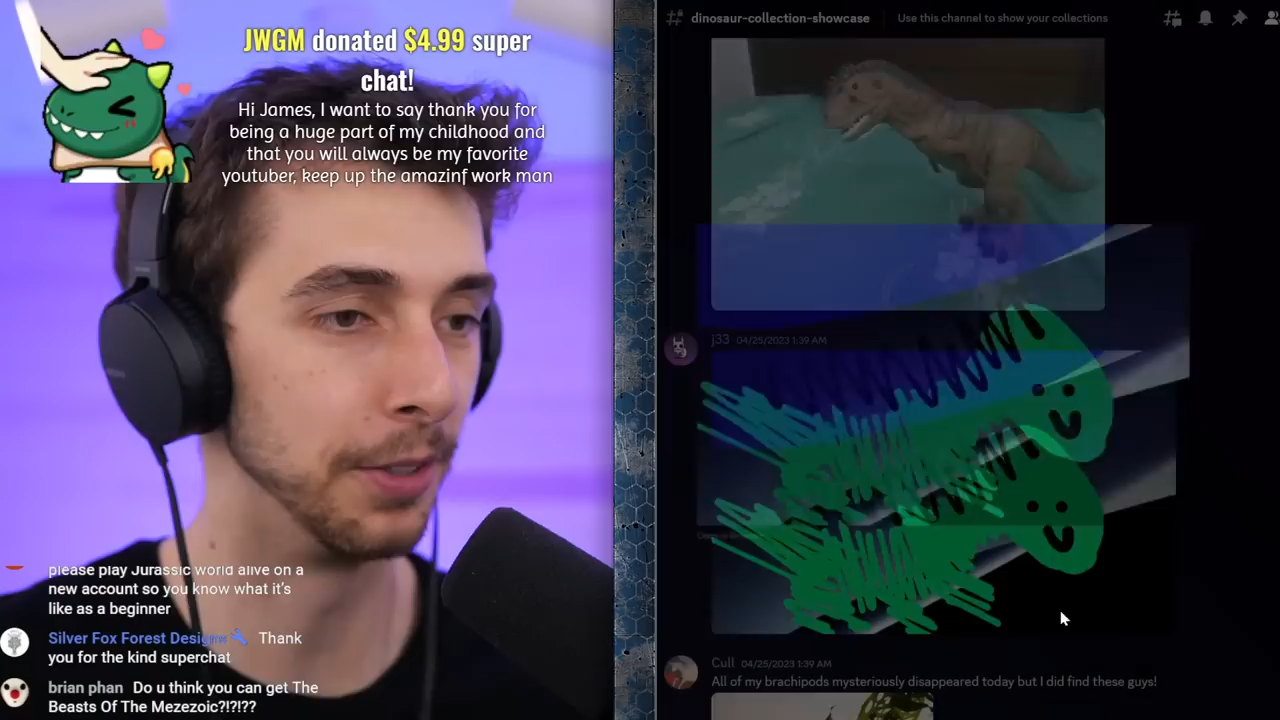 JWGM donated $4.99 super
chat!
Hi James, I want to say thank you for
being a huge part of my childhood and
that you will always be my favorite
youtuber, keep up the amazinf work man
please play Jurassic world alive on a
new account so you know what it's
like as a beginner
Silver Fox Forest Designs Thank
you for the kind superchat
brian phan Do u think you can get The
Beasts Of The Mezezoic?!?!??
dinosaur-collection-showcase Use this channel to show your collections
j33 04/25/2023 1:39 AM
Cull 04/25/2023 1:39 AM
All of my brachipods mysteriously disappeared today but I did find these guys!